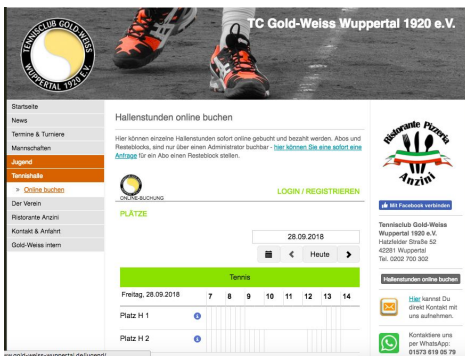 TENNISCLUB GOLD-WEISS
WUPPERTAL 1920 e.V.
TC Gold-Weiss Wuppertal 1920 e.V.
Startseite
News
Termine & Turniere
Mannschaften
Jugend
Tennishalle
> Online buchen
Der Verein
Ristorante Anzini
Kontakt & Anfahrt
Gold-Weiss intern
Hallenstunden online buchen
Hier können einzelne Hallenstunden sofort online gebucht und bezahlt werden. Abos und
Resteblocks, sind nur über einen Administrator buchbar - hier können Sie eine sofort eine
Anfrage für ein Abo einen Resteblock stellen.
ONLINE-BUCHUNG
LOGIN / REGISTRIEREN
PLÄTZE
28.09.2018
Heute
Tennis
Freitag, 28.09.2018 7 8 9 10 11 12 13 14
Platz H 1
Platz H 2
Ristorante Pizzeria
Anzini
Mit Facebook verbinden
Tennisclub Gold-Weiss
Wuppertal 1920 e.V.
Hatzfelder Straße 52
42281 Wuppertal
Tel. 0202 700 302
Hallenstunden online buchen
Hier kannst Du
direkt Kontakt mit
uns aufnehmen.
Kontaktiere uns
per WhatsApp:
01573 619 05 79
www.gold-weiss-wuppertal.de/jugend/